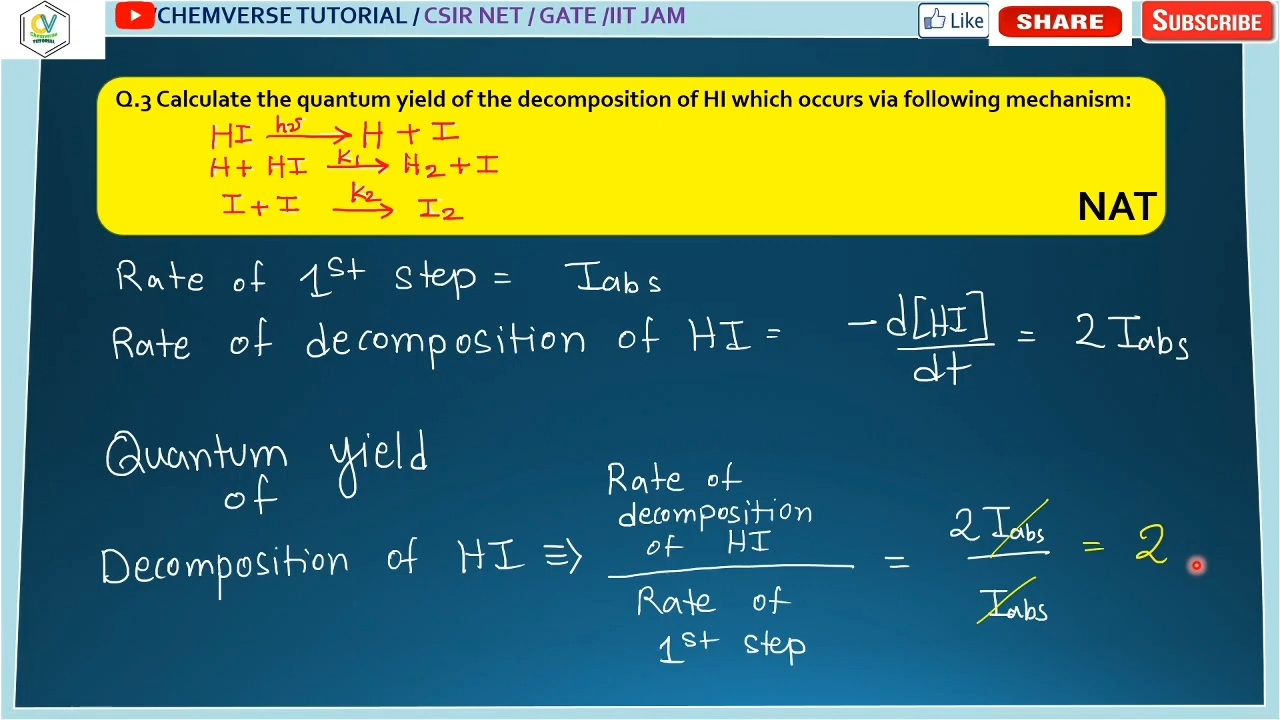 CHEMVERSE TUTORIAL
/CHEMVERSE TUTORIAL / CSIR NET / GATE /IIT JAM
Like
SHARE
SUBSCRIBE
Q.3 Calculate the quantum yield of the decomposition of HI which occurs via following mechanism:
HI hν → H + I
H + HI K₁ → H₂ + I
I + I K₂ → I₂
NAT
Rate of 1st step = Iabs
Rate of decomposition of HI = -d[HI]/dt = 2 Iabs
Quantum yield
of
Decomposition of HI ≡> Rate of decomposition of HI / Rate of 1st step = 2 Iabs / Iabs = 2